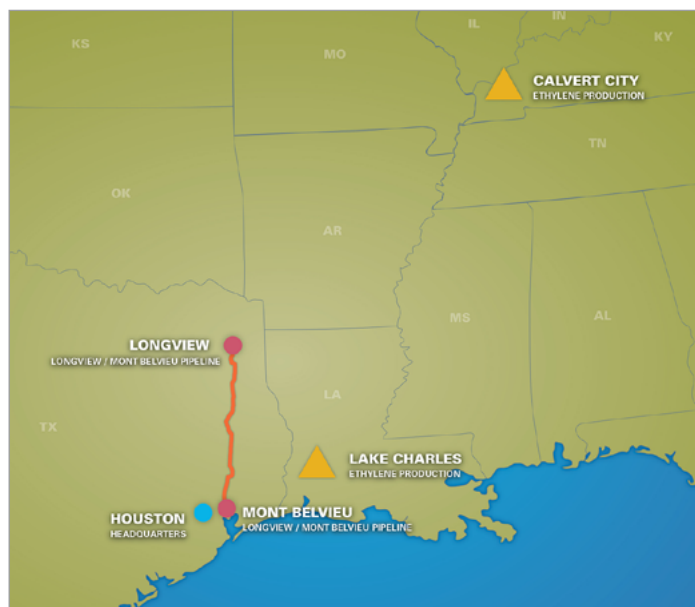 IL
IN
KS
MO
KY
CALVERT CITY
ETHYLENE PRODUCTION
TN
OK
AR
MS
AL
LONGVIEW
LONGVIEW / MONT BELVIEU PIPELINE
LA
TX
LAKE CHARLES
ETHYLENE PRODUCTION
HOUSTON
HEADQUARTERS
MONT BELVIEU
LONGVIEW / MONT BELVIEU PIPELINE